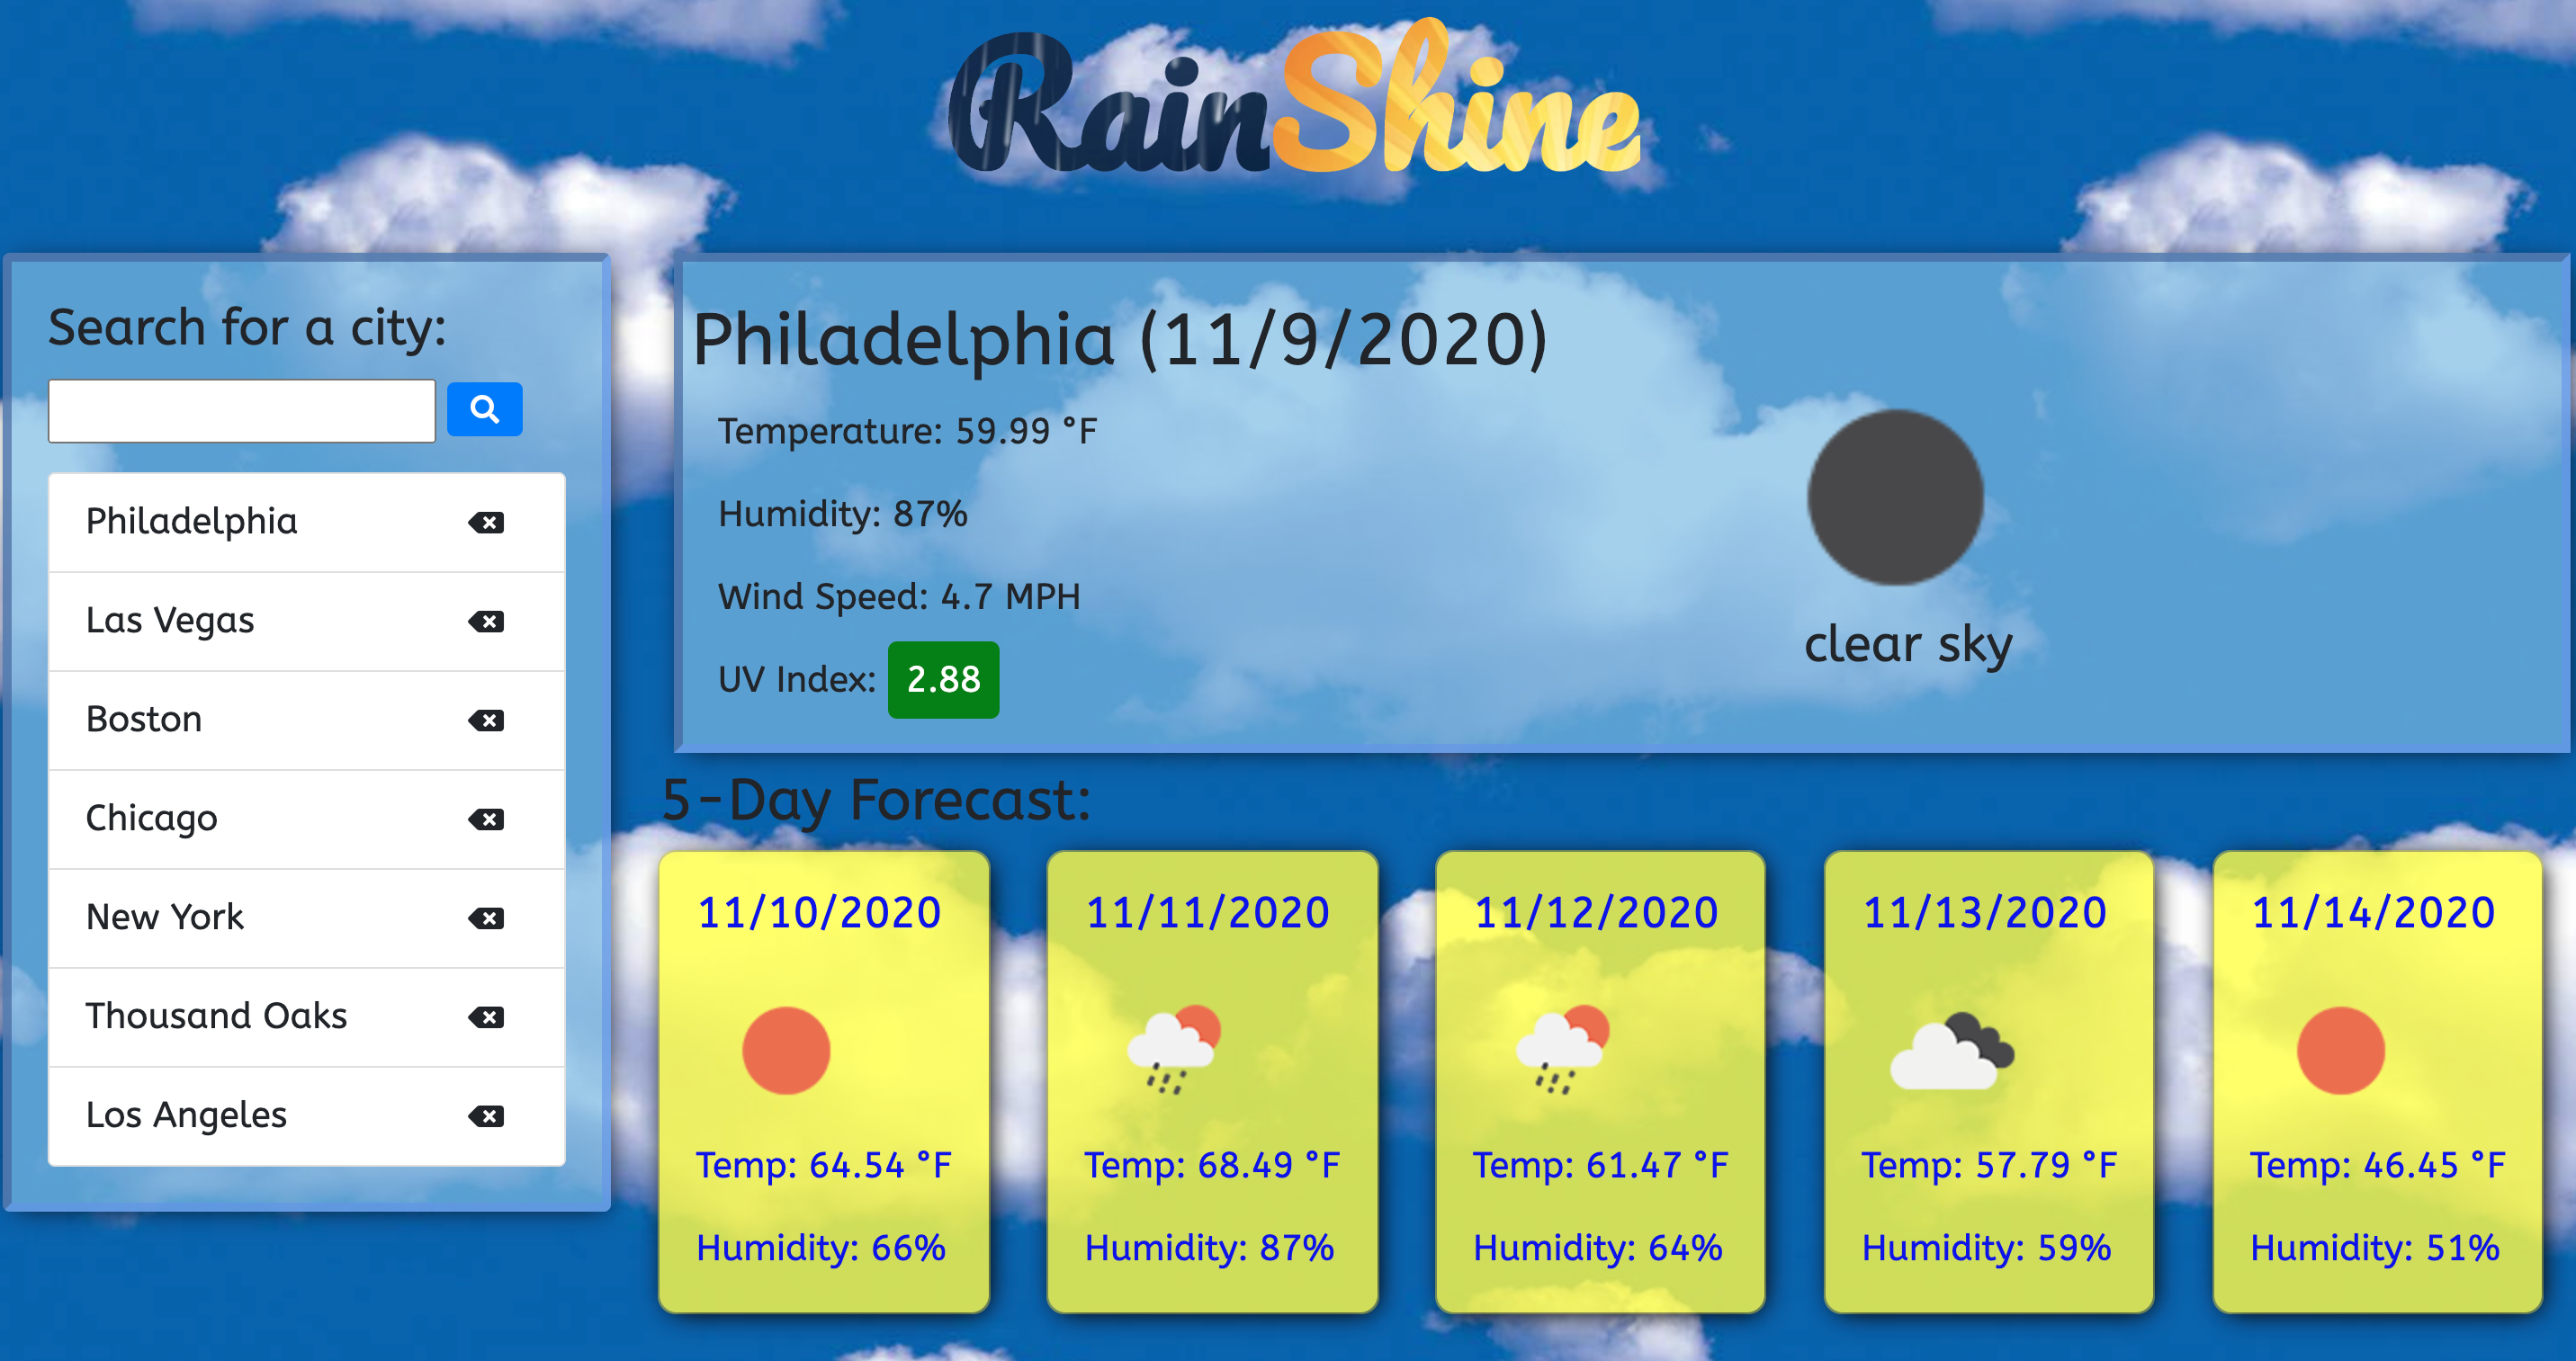 RainShine
Search for a city:
Philadelphia
Las Vegas
Boston
Chicago
New York
Thousand Oaks
Los Angeles
Philadelphia (11/9/2020)
Temperature: 59.99 °F
Humidity: 87%
Wind Speed: 4.7 MPH
UV Index: 2.88
clear sky
5-Day Forecast:
11/10/2020
Temp: 64.54 °F
Humidity: 66%
11/11/2020
Temp: 68.49 °F
Humidity: 87%
11/12/2020
Temp: 61.47 °F
Humidity: 64%
11/13/2020
Temp: 57.79 °F
Humidity: 59%
11/14/2020
Temp: 46.45 °F
Humidity: 51%